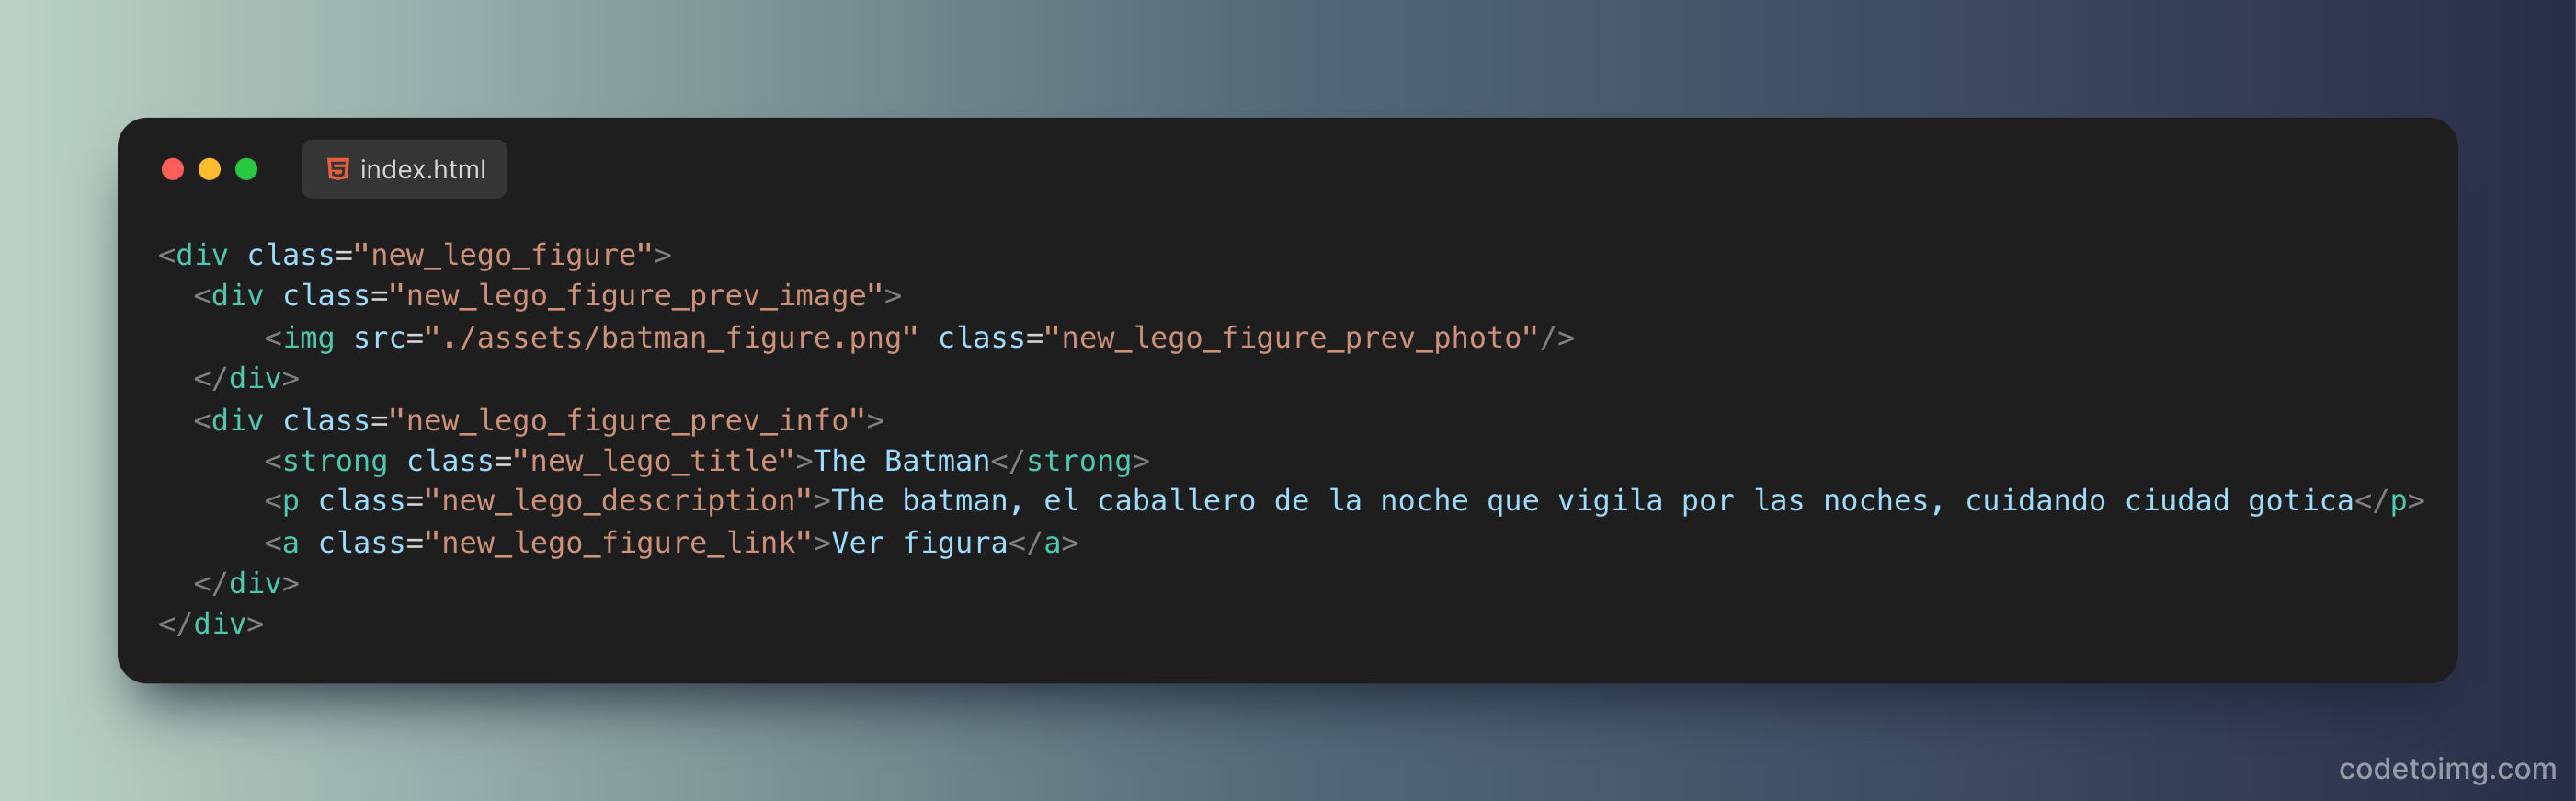 index.html
<div class="new_lego_figure">
  <div class="new_lego_figure_prev_image">
      <img src="./assets/batman_figure.png" class="new_lego_figure_prev_photo"/>
  </div>
  <div class="new_lego_figure_prev_info">
      <strong class="new_lego_title">The Batman</strong>
      <p class="new_lego_description">The batman, el caballero de la noche que vigila por las noches, cuidando ciudad gotica</p>
      <a class="new_lego_figure_link">Ver figura</a>
  </div>
</div>
codetoimg.com